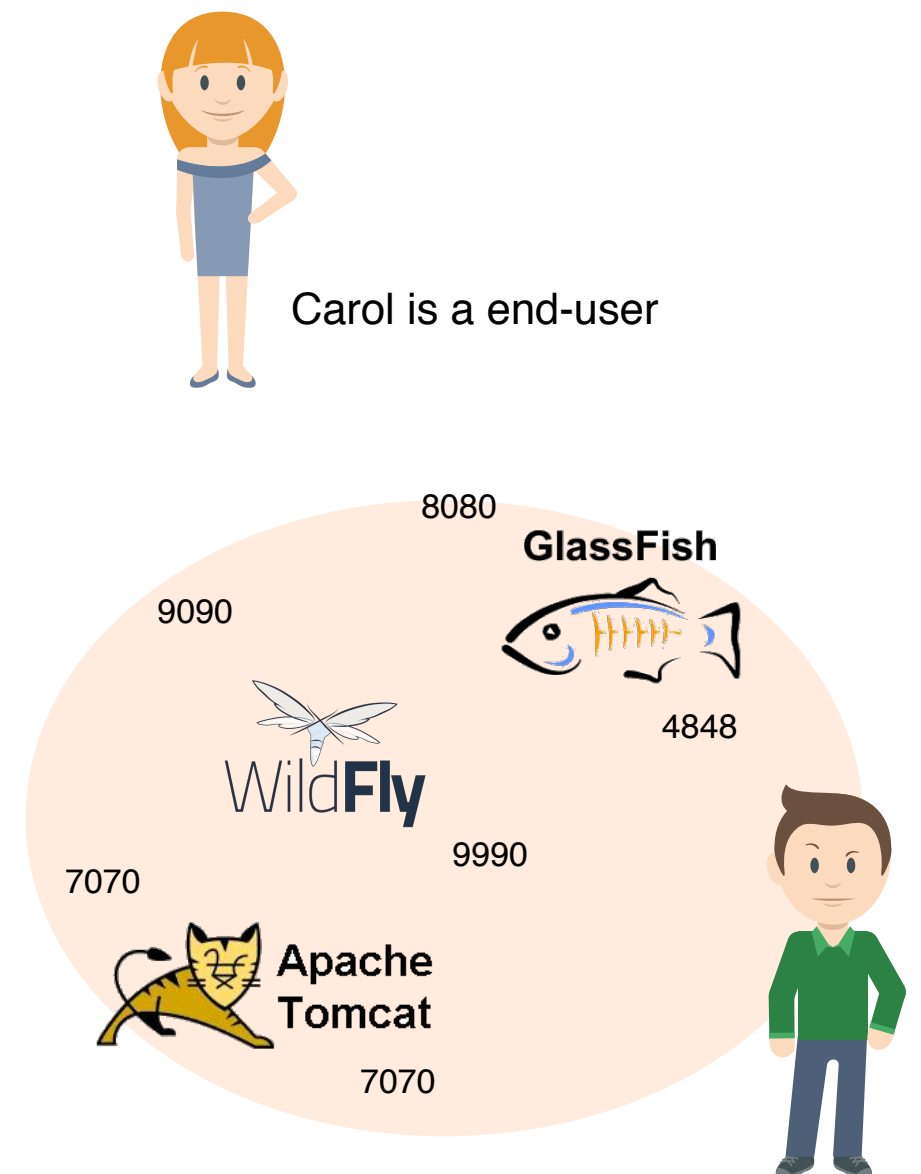 Carol is a end-user
8080
GlassFish
9090
4848
WildFly
9990
7070
Apache
Tomcat
7070